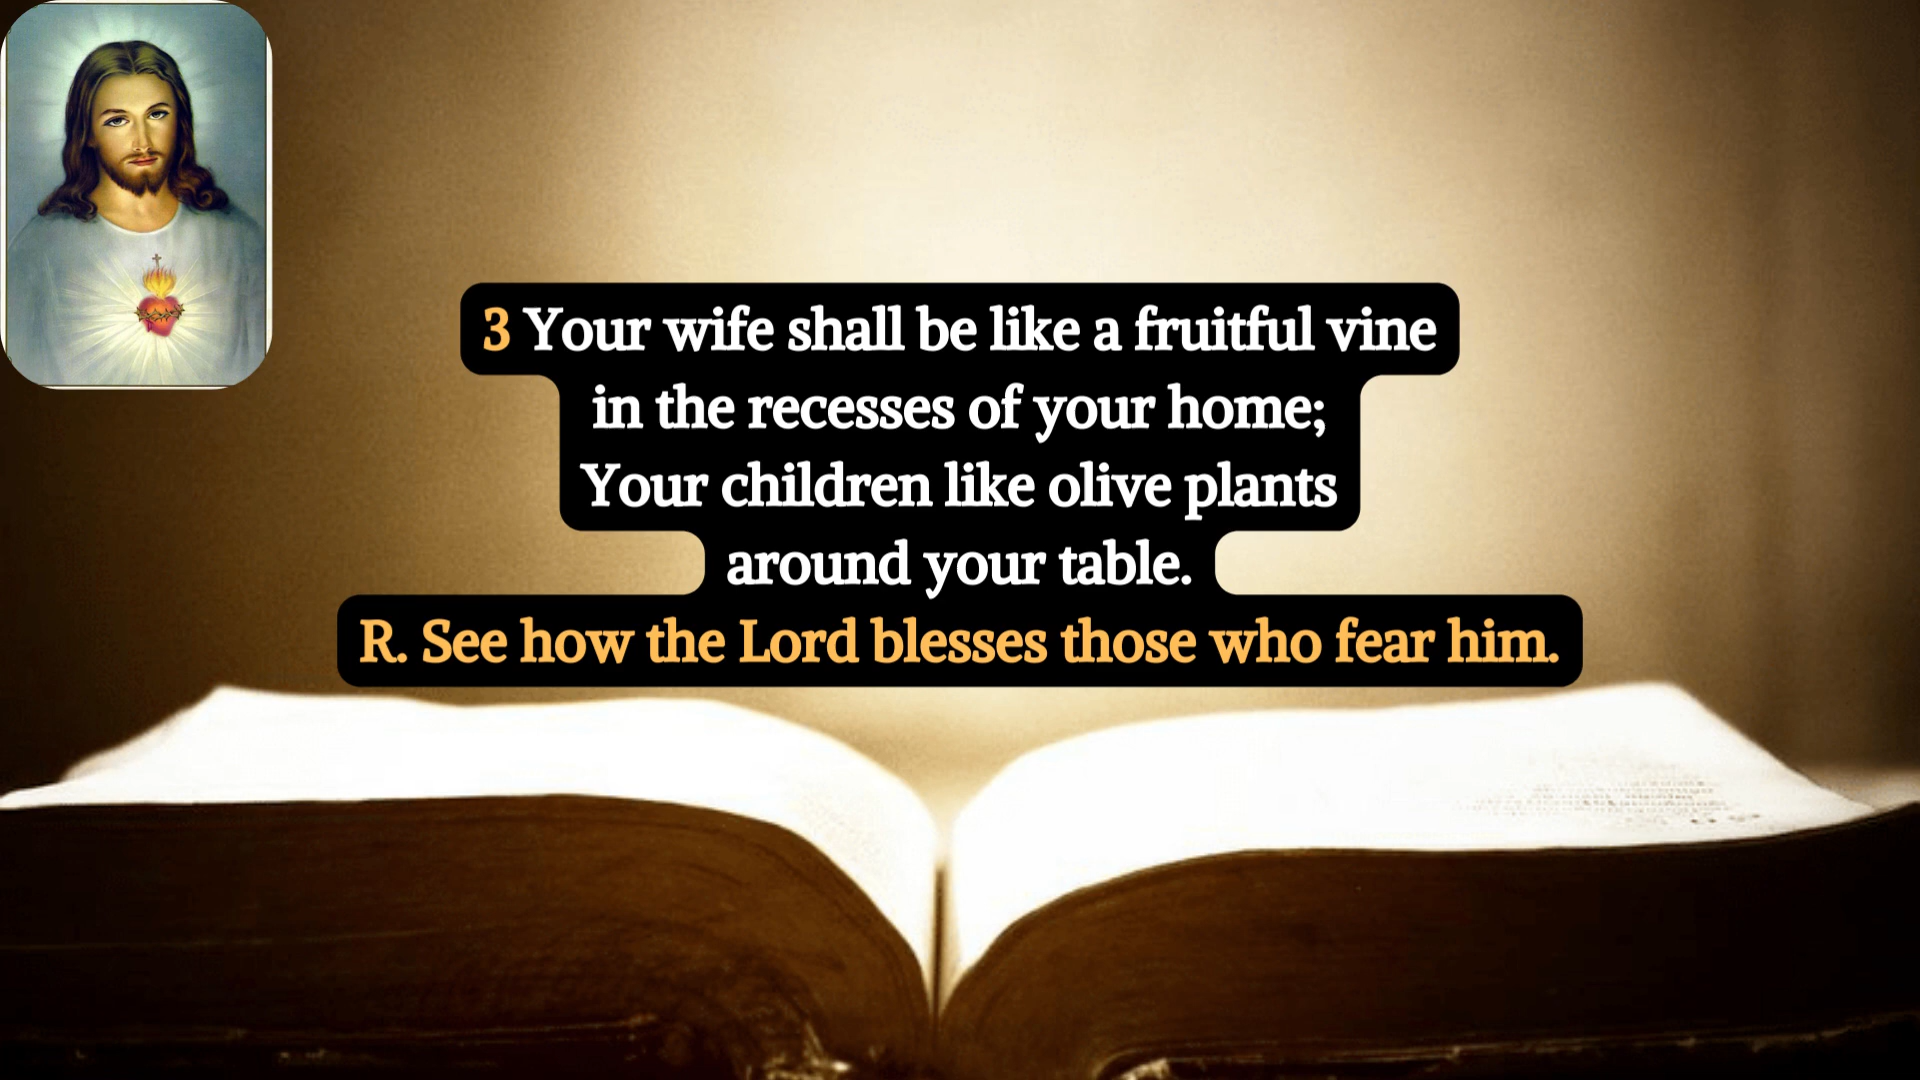 3 Your wife shall be like a fruitful vine
in the recesses of your home;
Your children like olive plants
around your table.
R. See how the Lord blesses those who fear him.